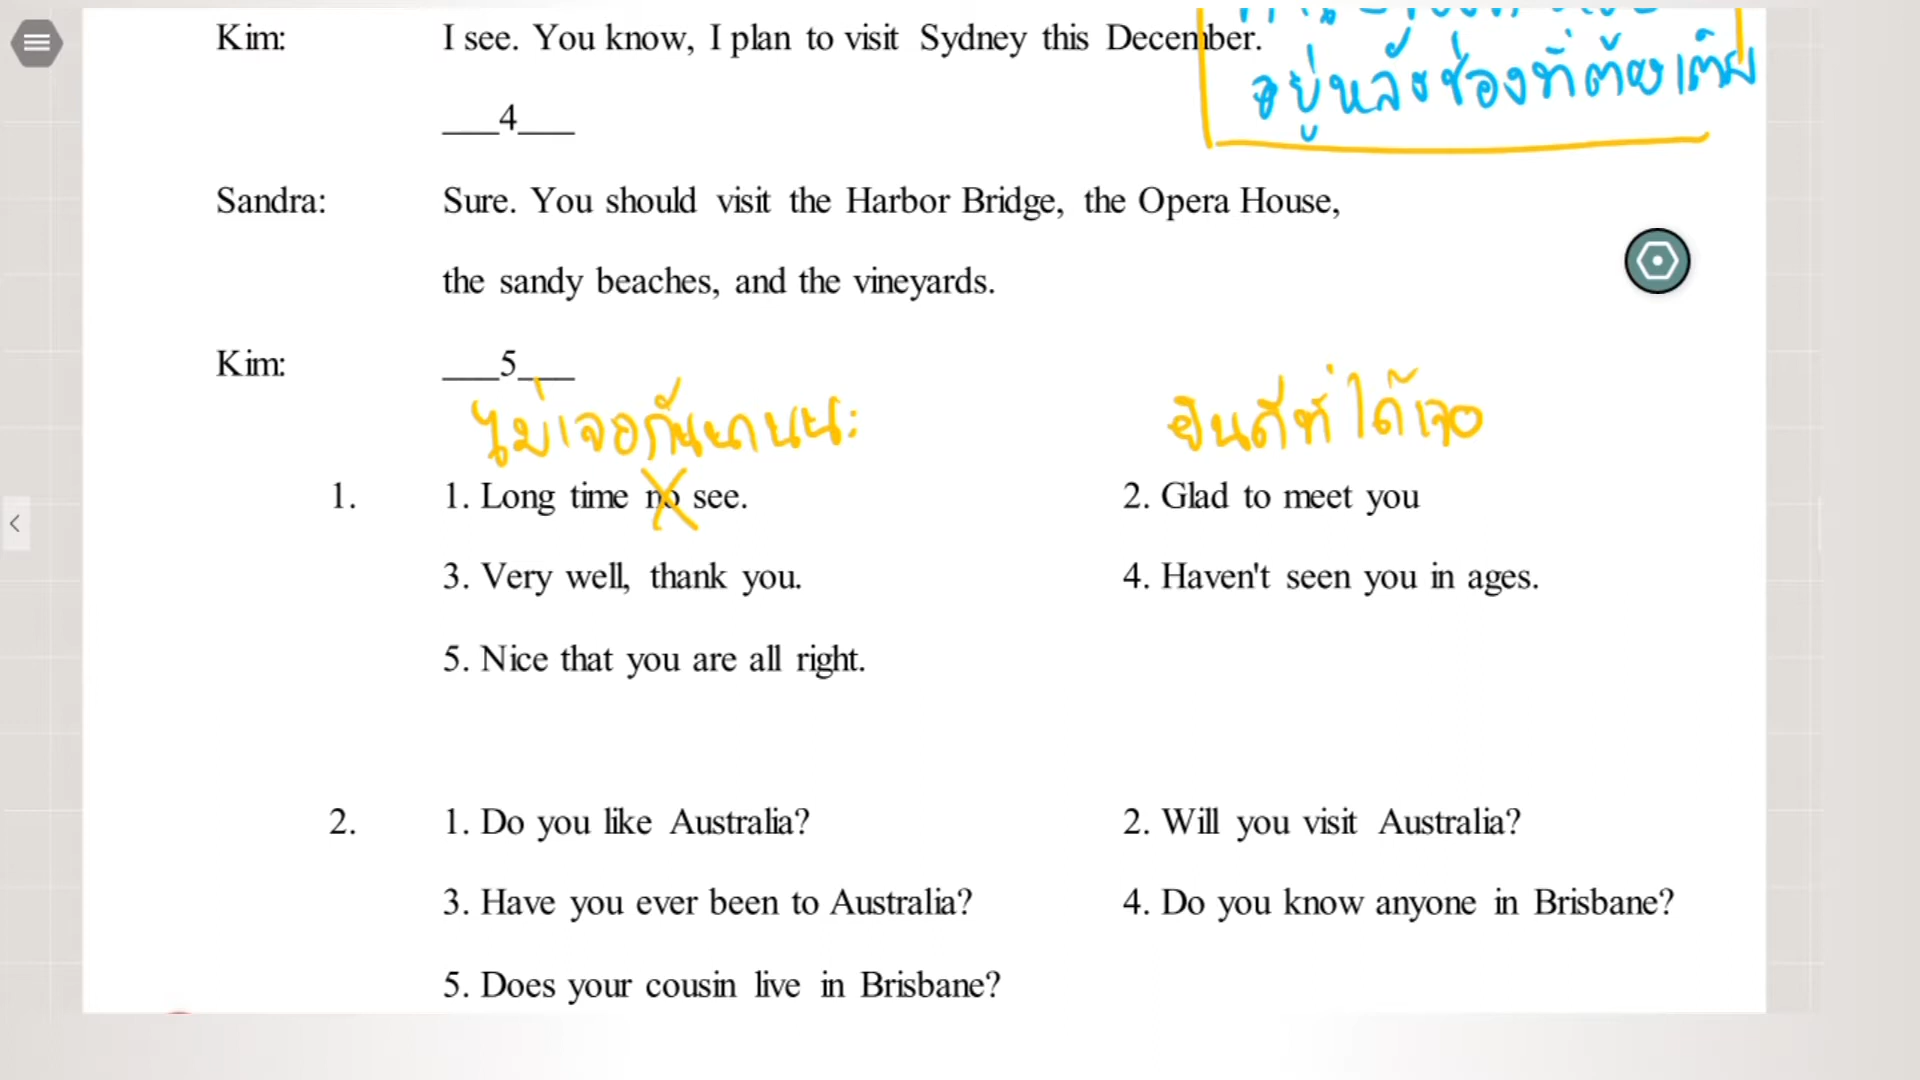 Kim: I see. You know, I plan to visit Sydney this December.
อยู่หลังช่องที่ต้องเติม
___4___
Sandra: Sure. You should visit the Harbor Bridge, the Opera House,
the sandy beaches, and the vineyards.
Kim: ___5___
ไม่เจอกันนานนะ ยินดีที่ได้เจอ
1. 1. Long time no see. 2. Glad to meet you
3. Very well, thank you. 4. Haven't seen you in ages.
5. Nice that you are all right.
2. 1. Do you like Australia? 2. Will you visit Australia?
3. Have you ever been to Australia? 4. Do you know anyone in Brisbane?
5. Does your cousin live in Brisbane?